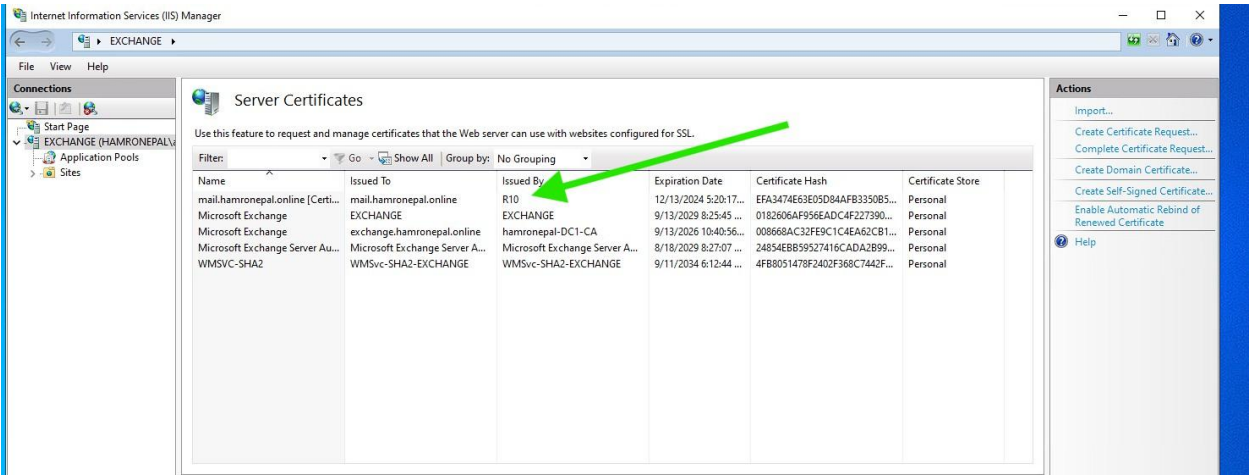 Internet Information Services (IIS) Manager
EXCHANGE
File View Help
Connections
Start Page
EXCHANGE (HAMRONEPAL\a
Application Pools
Sites
Server Certificates
Use this feature to request and manage certificates that the Web server can use with websites configured for SSL.
Filter: Go Show All Group by: No Grouping
Name Issued To Issued By Expiration Date Certificate Hash Certificate Store
mail.hamronepal.online [Certi... mail.hamronepal.online R10 12/13/2024 5:20:17... EFA3474E63E05D84AFB3350B5... Personal
Microsoft Exchange EXCHANGE EXCHANGE 9/13/2029 8:25:45 ... 0182606AF956EADC4F227390... Personal
Microsoft Exchange exchange.hamronepal.online hamronepal-DC1-CA 9/13/2026 10:40:56... 008668AC32FE9C1C4EA62CB1... Personal
Microsoft Exchange Server Au... Microsoft Exchange Server A... Microsoft Exchange Server A... 8/18/2029 8:27:07 ... 24854EBB59527416CADA2B99... Personal
WMSVC-SHA2 WMSvc-SHA2-EXCHANGE WMSvc-SHA2-EXCHANGE 9/11/2034 6:12:44 ... 4FB8051478F2402F368C7442F... Personal
Actions
Import...
Create Certificate Request...
Complete Certificate Request...
Create Domain Certificate...
Create Self-Signed Certificate...
Enable Automatic Rebind of
Renewed Certificate
Help